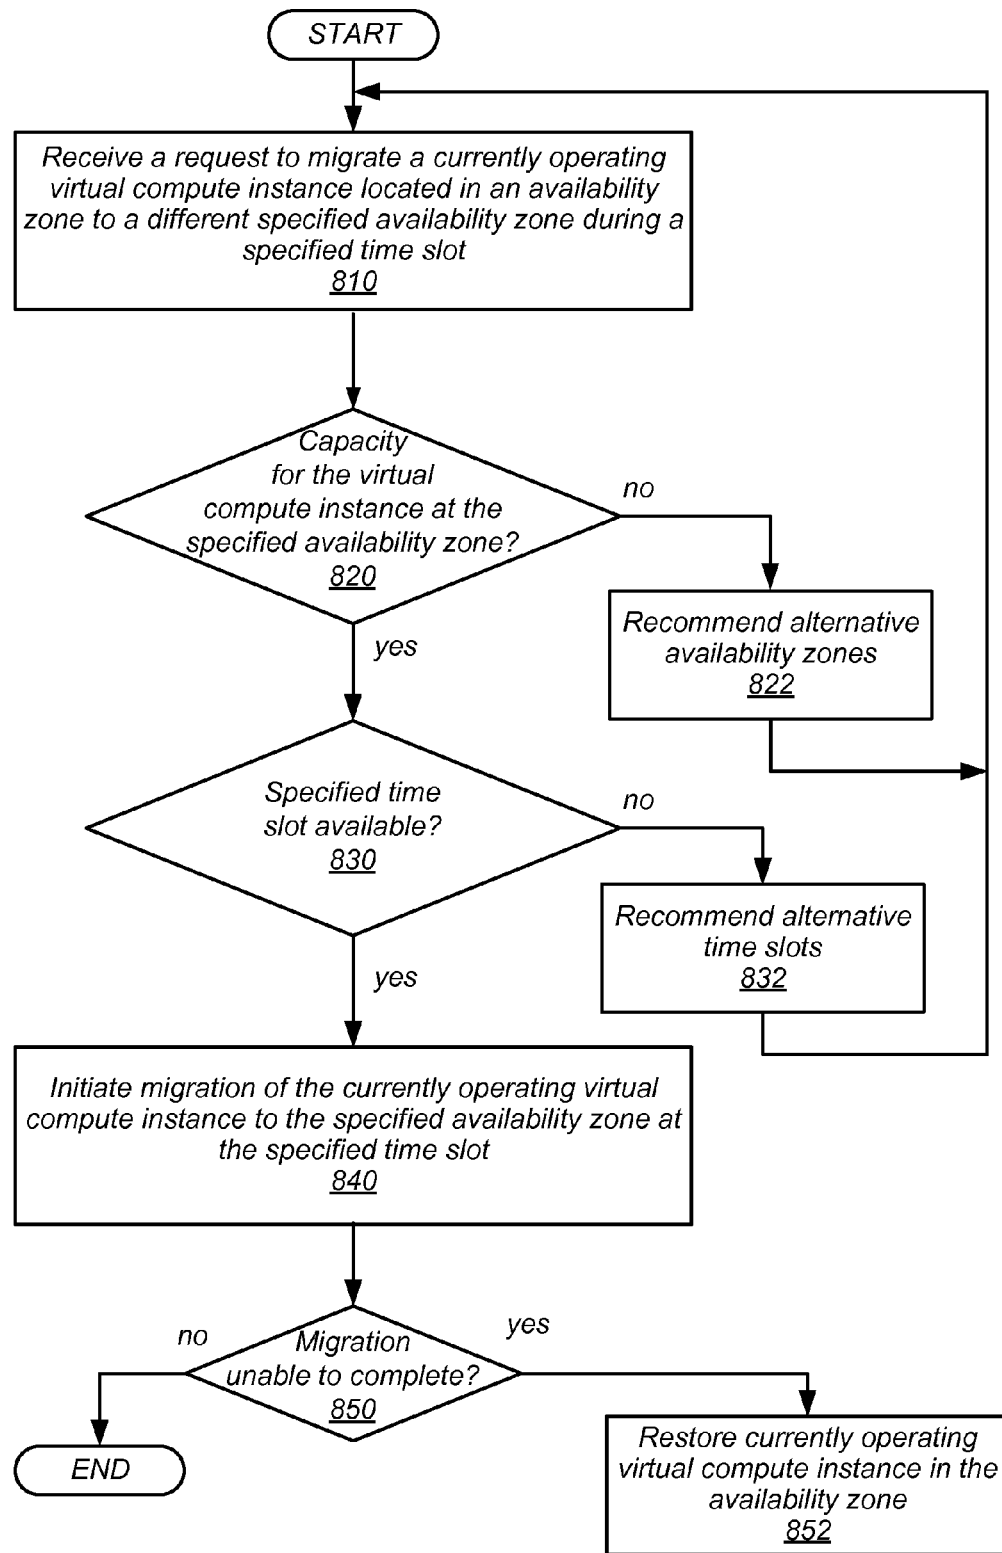 START
Receive a request to migrate a currently operating
virtual compute instance located in an availability
zone to a different specified availability zone during a
specified time slot
810
Capacity
for the virtual
compute instance at the
specified availability zone?
820
no
yes
Recommend alternative
availability zones
822
Specified time
slot available?
830
no
yes
Recommend alternative
time slots
832
Initiate migration of the currently operating virtual
compute instance to the specified availability zone at
the specified time slot
840
Migration
unable to complete?
850
no
yes
END
Restore currently operating
virtual compute instance in the
availability zone
852